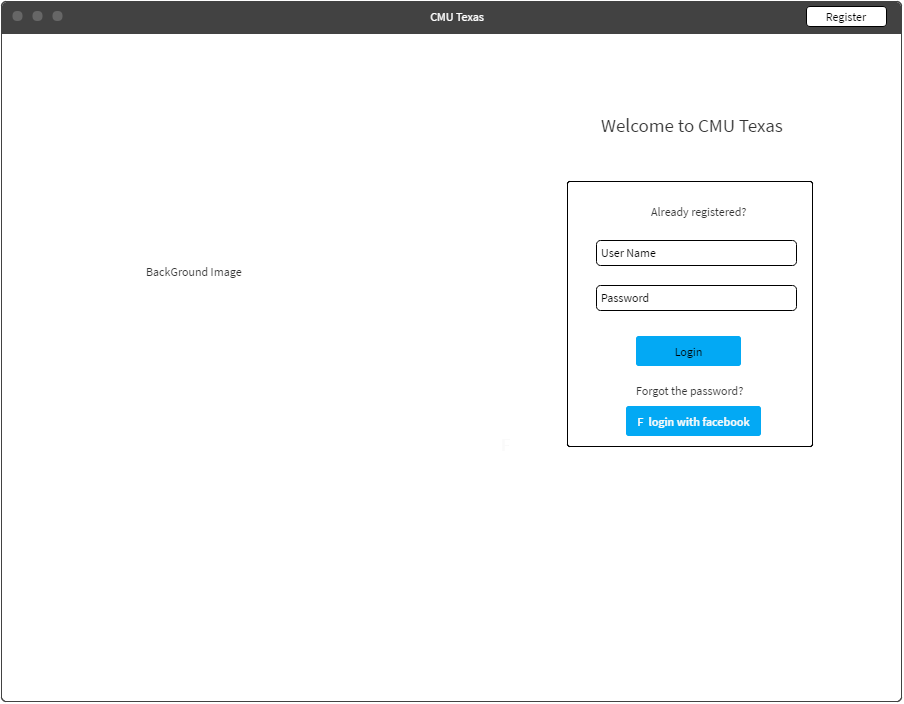 CMU Texas
Register
Welcome to CMU Texas
Already registered?
User Name
BackGround Image
Password
Login
Forgot the password?
F login with facebook